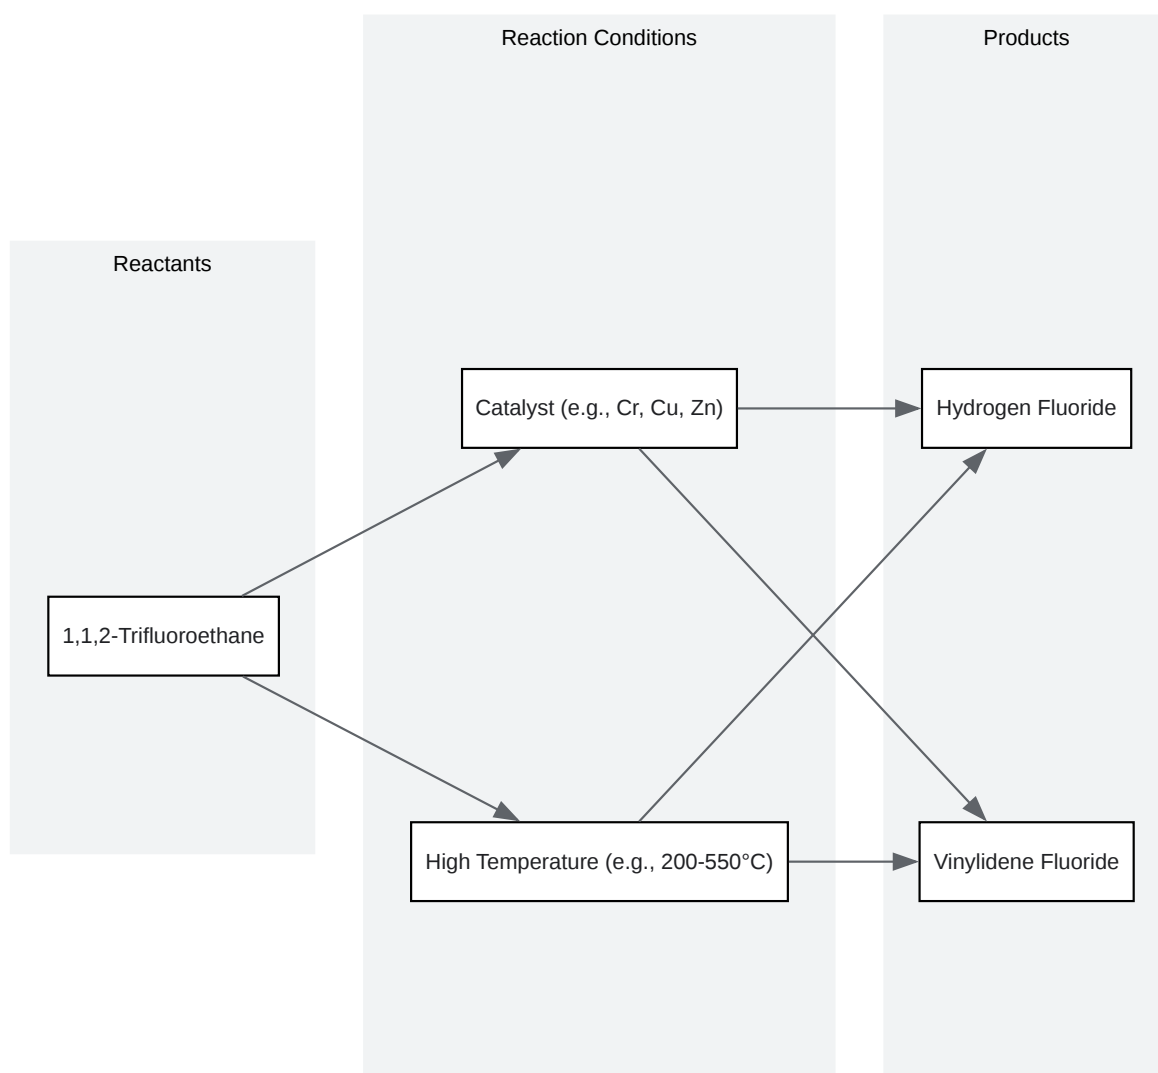 Reaction Conditions
Products
Reactants
Catalyst (e.g., Cr, Cu, Zn)
Hydrogen Fluoride
1,1,2-Trifluoroethane
High Temperature (e.g., 200-550°C)
Vinylidene Fluoride